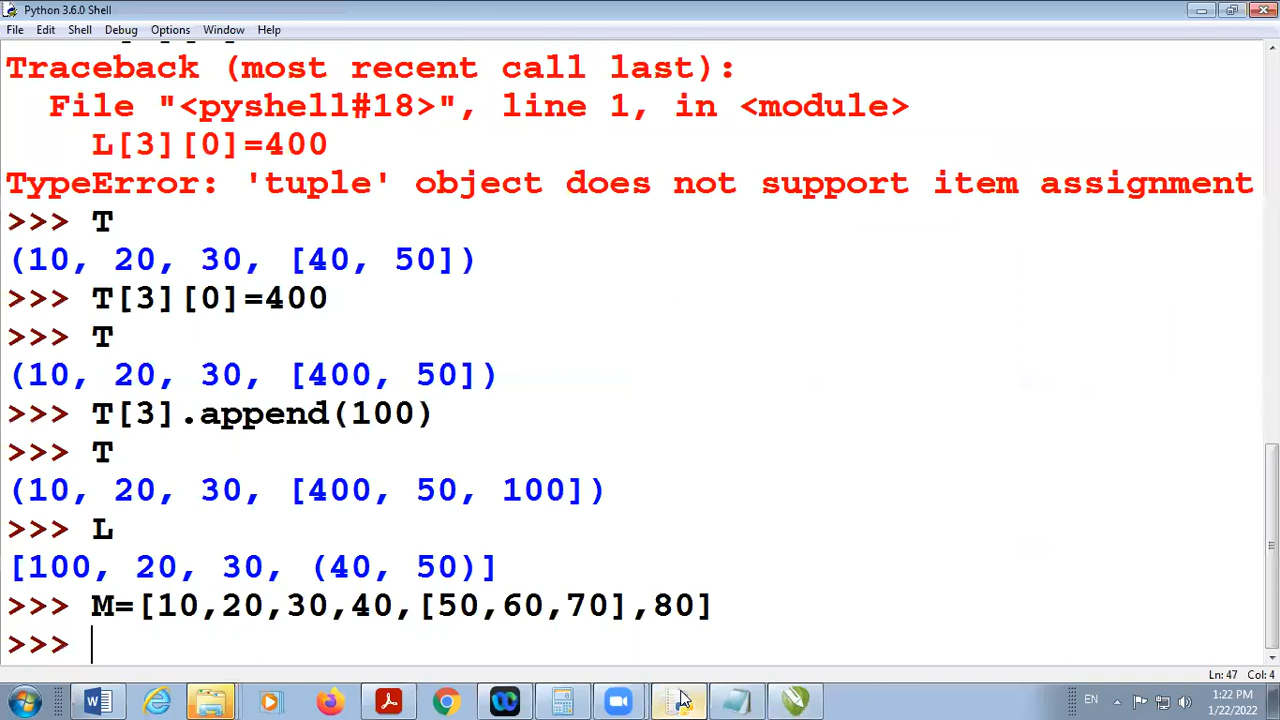 Python 3.6.0 Shell
File Edit Shell Debug Options Window Help
Traceback (most recent call last):
  File "<pyshell#18>", line 1, in <module>
    L[3][0]=400
TypeError: 'tuple' object does not support item assignment
>>> T
(10, 20, 30, [40, 50])
>>> T[3][0]=400
>>> T
(10, 20, 30, [400, 50])
>>> T[3].append(100)
>>> T
(10, 20, 30, [400, 50, 100])
>>> L
[100, 20, 30, (40, 50)]
>>> M=[10,20,30,40,[50,60,70],80]
>>>
Ln: 47 Col: 4
EN
1:22 PM
1/22/2022